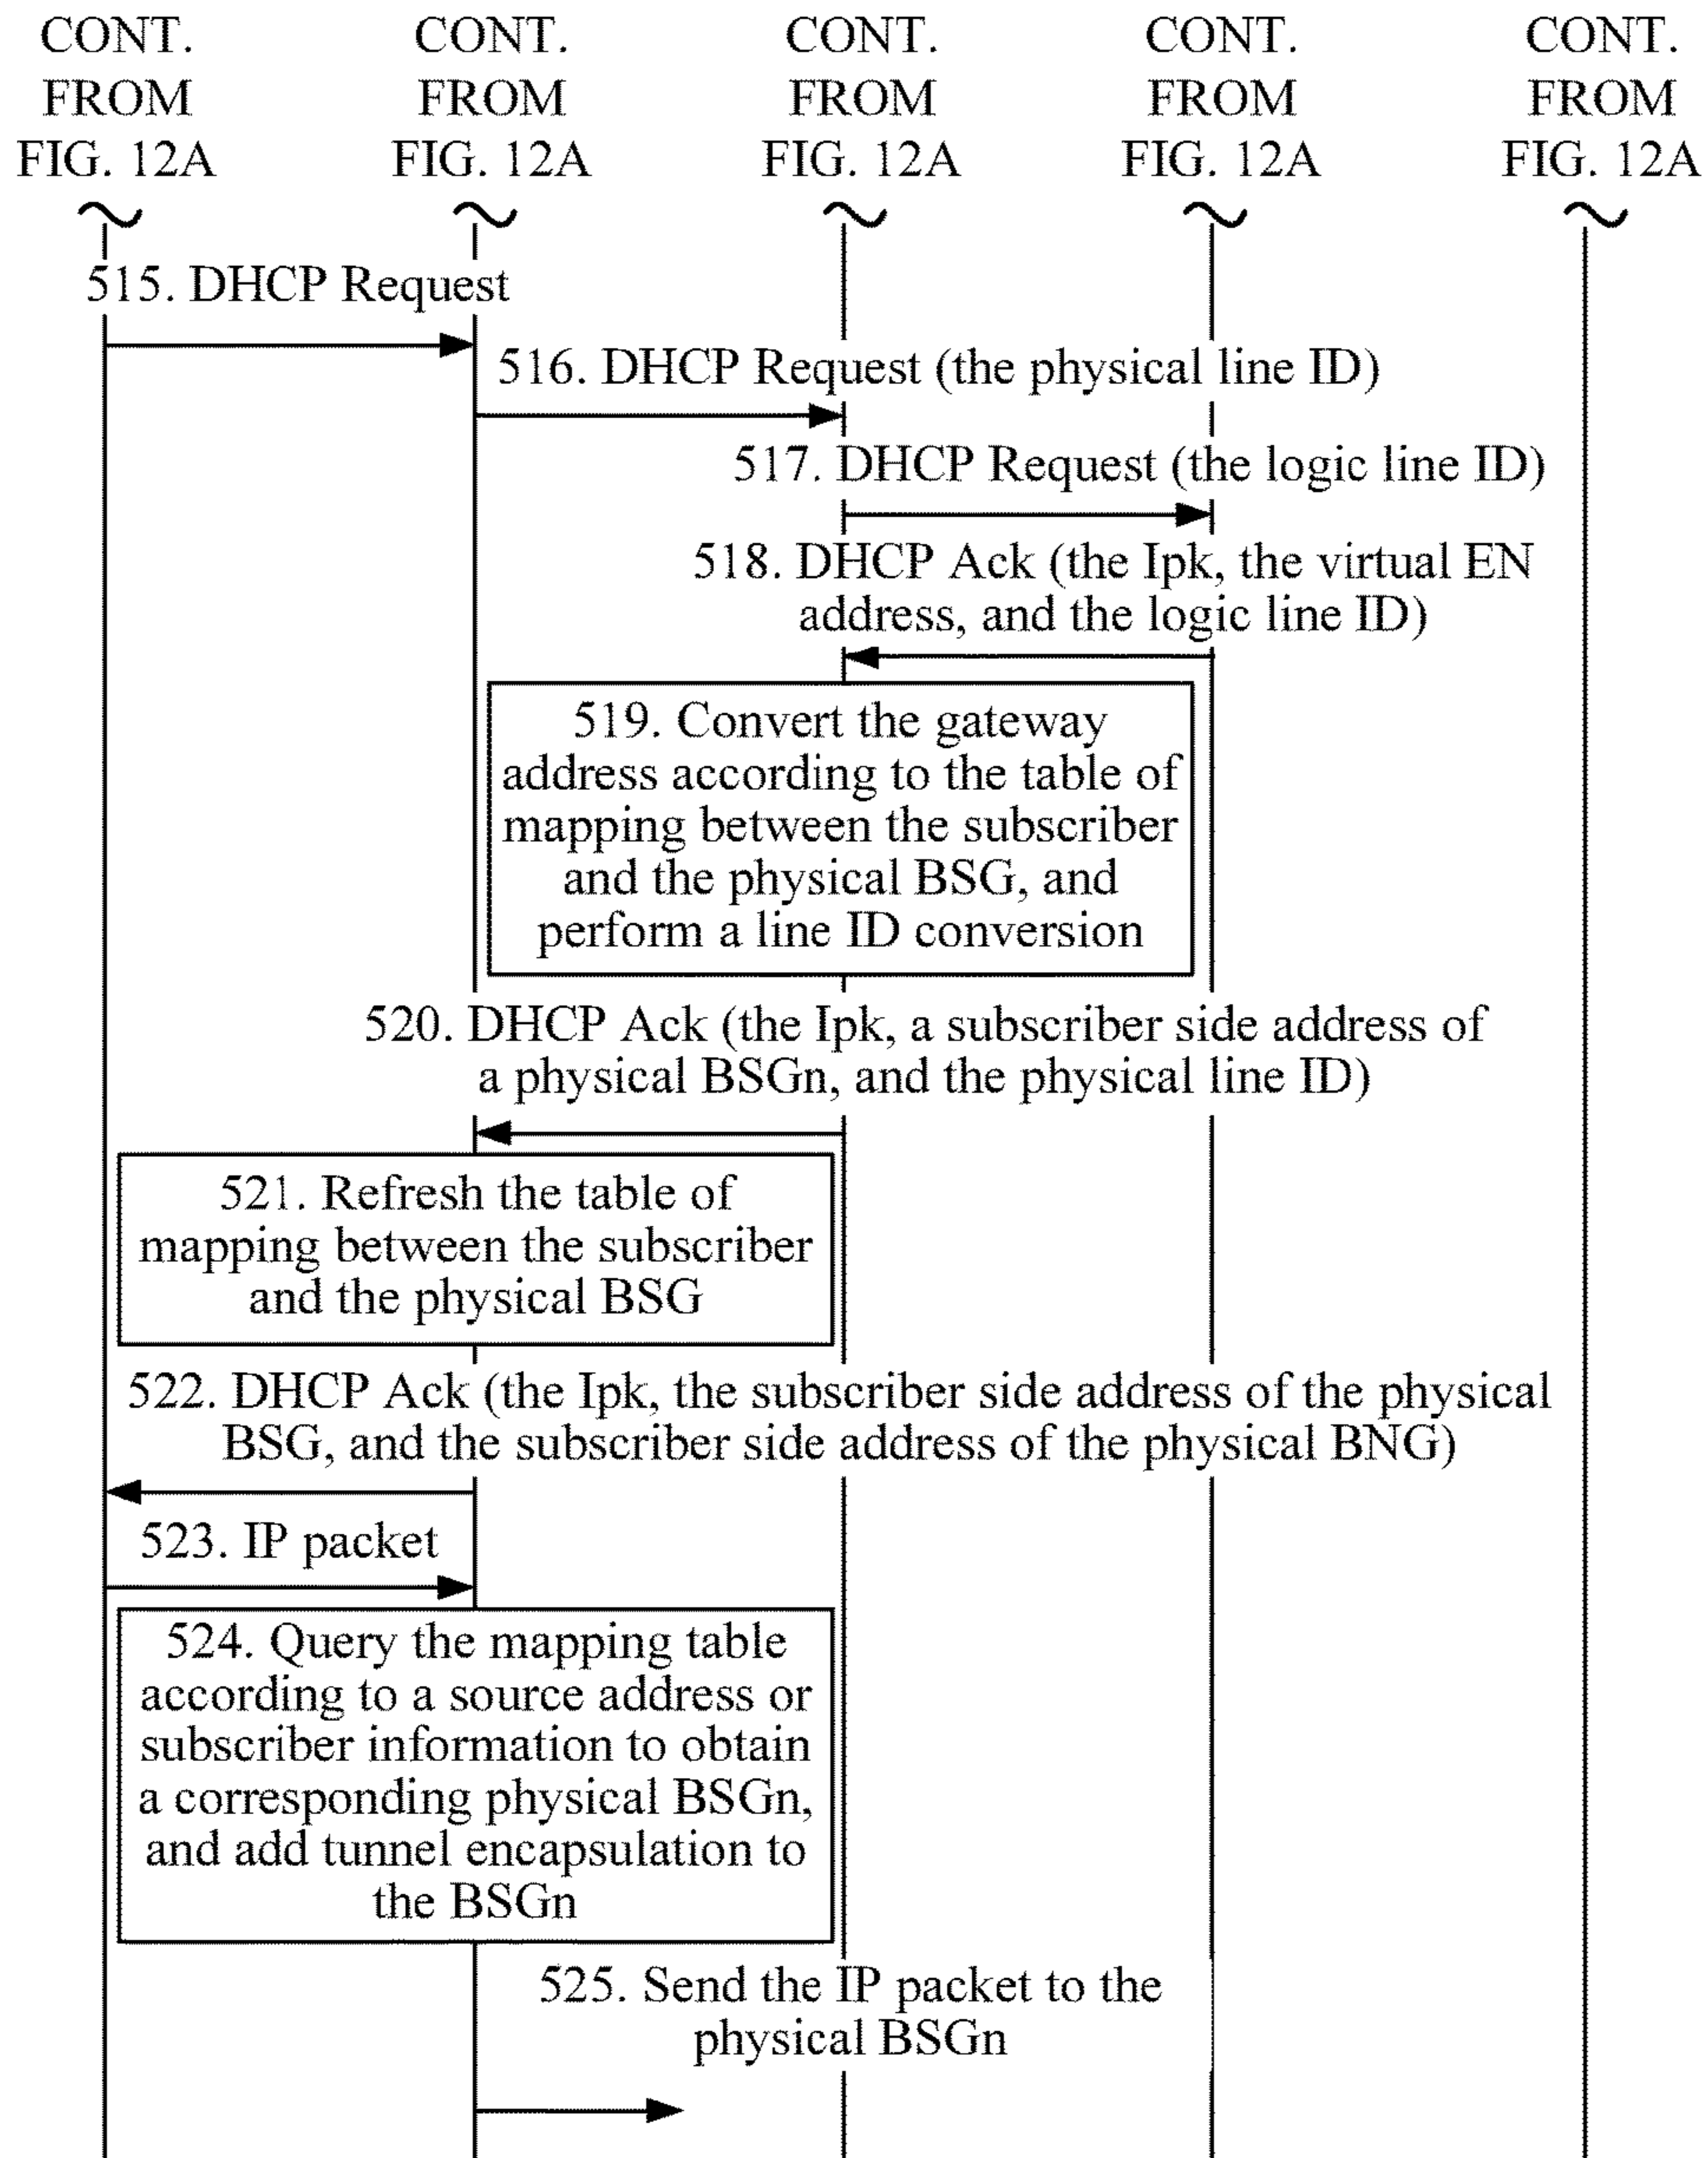 CONT. CONT. CONT. CONT. CONT.
FROM FROM FROM FROM FROM
FIG. 12A FIG. 12A FIG. 12A FIG. 12A FIG. 12A
515. DHCP Request
516. DHCP Request (the physical line ID)
517. DHCP Request (the logic line ID)
518. DHCP Ack (the Ipk, the virtual EN
address, and the logic line ID)
519. Convert the gateway
address according to the table of
mapping between the subscriber
and the physical BSG, and
perform a line ID conversion
520. DHCP Ack (the Ipk, a subscriber side address of
a physical BSGn, and the physical line ID)
521. Refresh the table of
mapping between the subscriber
and the physical BSG
522. DHCP Ack (the Ipk, the subscriber side address of the physical
BSG, and the subscriber side address of the physical BNG)
523. IP packet
524. Query the mapping table
according to a source address or
subscriber information to obtain
a corresponding physical BSGn,
and add tunnel encapsulation to
the BSGn
525. Send the IP packet to the
physical BSGn